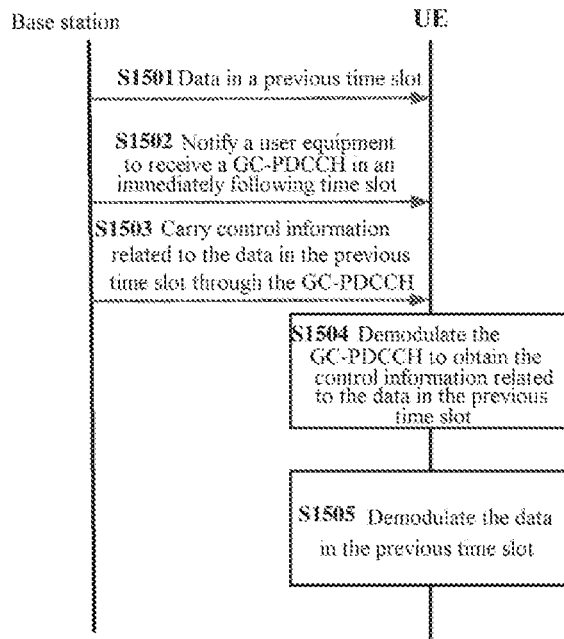 Base station
UE
S1501 Data in a previous time slot
S1502 Notify a user equipment
to receive a GC-PDCCH in an
immediately following time slot
S1503 Carry control information
related to the data in the previous
time slot through the GC-PDCCH
S1504 Demodulate the
GC-PDCCH to obtain the
control information related
to the data in the previous
time slot
S1505 Demodulate the data
in the previous time slot